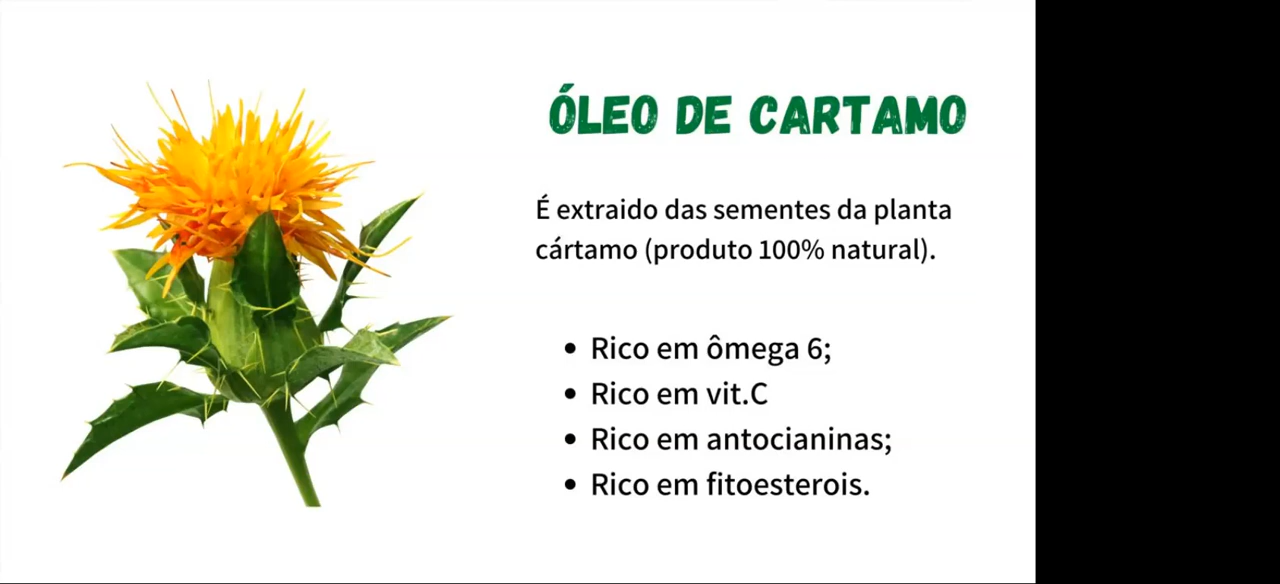 ÓLEO DE CARTAMO
É extraido das sementes da planta
cártamo (produto 100% natural).
• Rico em ômega 6;
• Rico em vit.C
• Rico em antocianinas;
• Rico em fitoesterois.